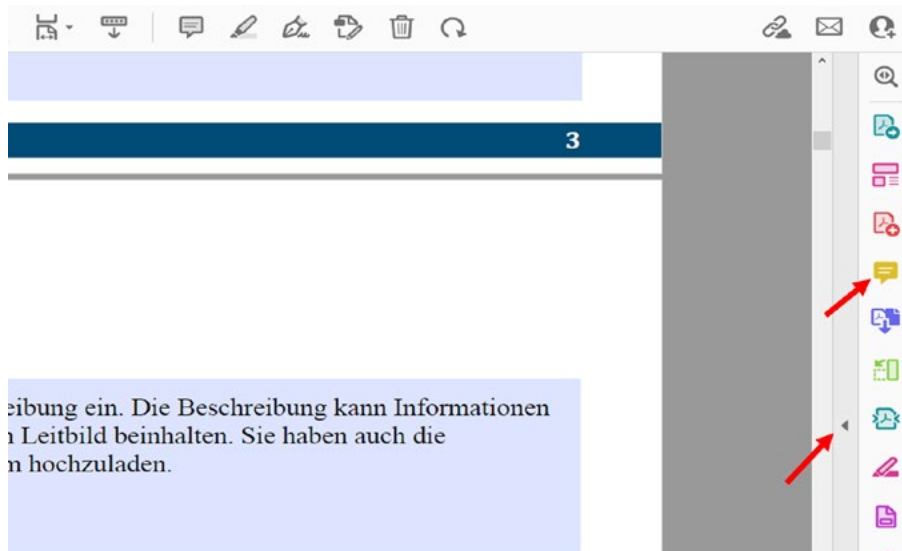 3
eibung ein. Die Beschreibung kann Informationen
n Leitbild beinhalten. Sie haben auch die
m hochzuladen.